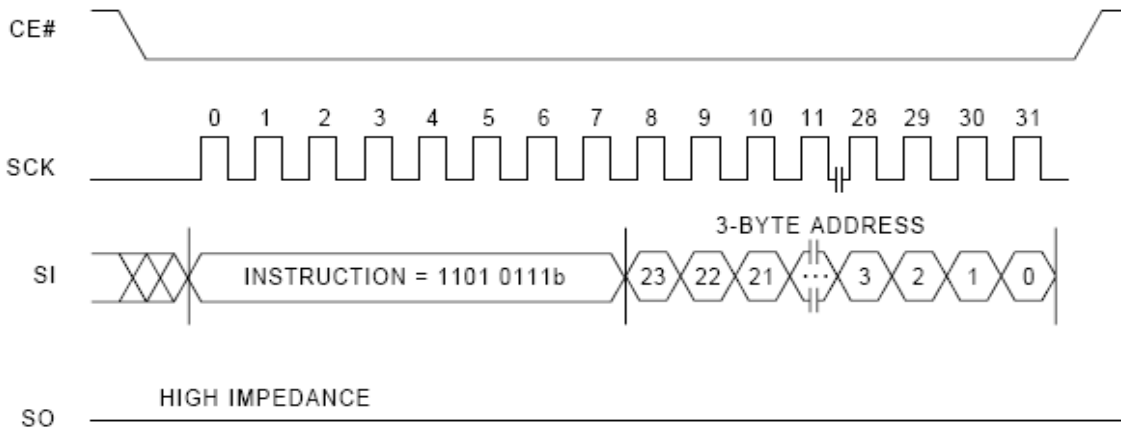 CE#
0 1 2 3 4 5 6 7 8 9 10 11 28 29 30 31
SCK
3-BYTE ADDRESS
SI INSTRUCTION = 1101 0111b 23 22 21 ... 3 2 1 0
HIGH IMPEDANCE
SO